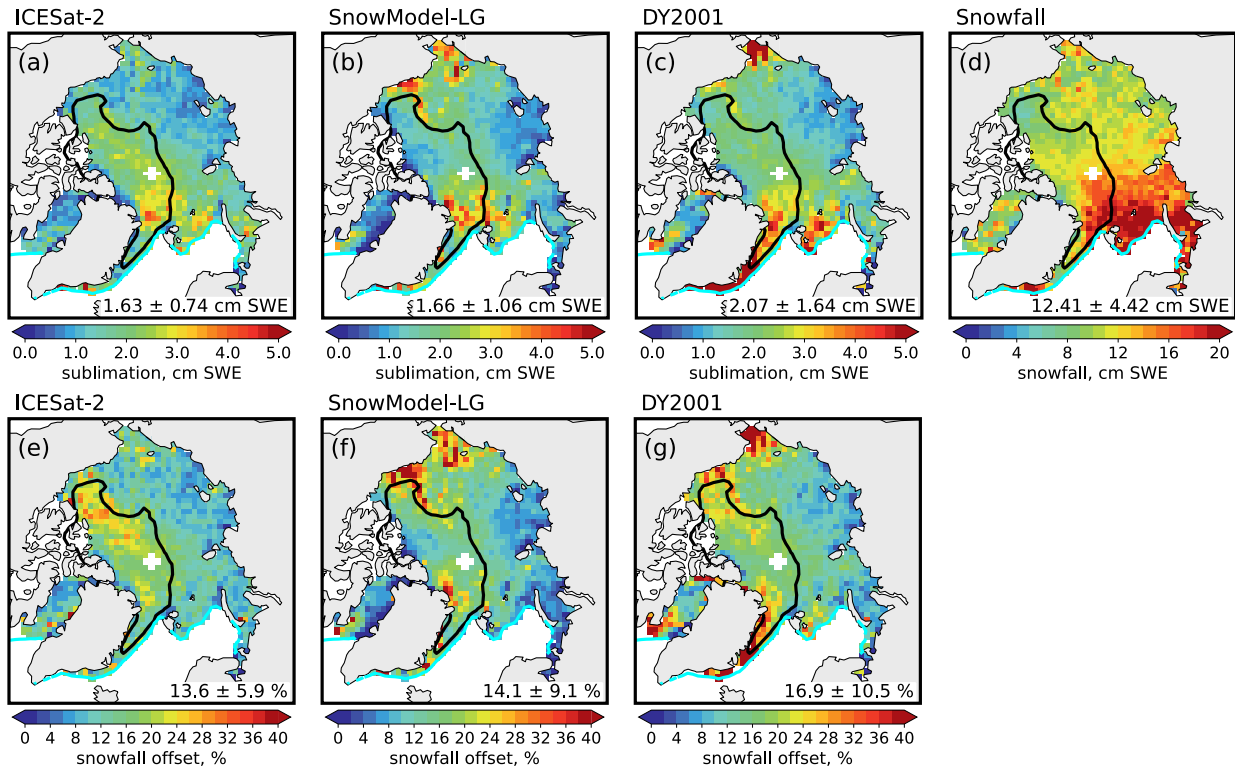 ICESat-2 SnowModel-LG DY2001 Snowfall
(a) (b) (c) (d)
1.63 ± 0.74 cm SWE 1.66 ± 1.06 cm SWE 2.07 ± 1.64 cm SWE 12.41 ± 4.42 cm SWE
0.0 1.0 2.0 3.0 4.0 5.0 0.0 1.0 2.0 3.0 4.0 5.0 0.0 1.0 2.0 3.0 4.0 5.0 0 4 8 12 16 20
sublimation, cm SWE sublimation, cm SWE sublimation, cm SWE snowfall, cm SWE
ICESat-2 SnowModel-LG DY2001
(e) (f) (g)
13.6 ± 5.9 % 14.1 ± 9.1 % 16.9 ± 10.5 %
0 4 8 12 16 20 24 28 32 36 40 0 4 8 12 16 20 24 28 32 36 40 0 4 8 12 16 20 24 28 32 36 40
snowfall offset, % snowfall offset, % snowfall offset, %